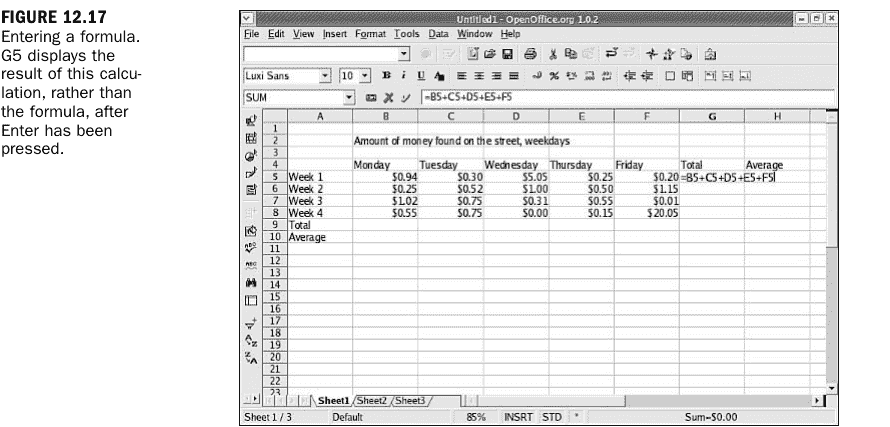 FIGURE 12.17
Entering a formula.
G5 displays the
result of this calcu-
lation, rather than
the formula, after
Enter has been
pressed.
Untitled1 - OpenOffice.org 1.0.2
File Edit View Insert Format Tools Data Window Help
Luxi Sans 10 B i U A
SUM =B5+C5+D5+E5+F5
A B C D E F G H
1
2 Amount of money found on the street, weekdays
3
4 Monday Tuesday Wednesday Thursday Friday Total Average
5 Week 1 $0.94 $0.30 $5.05 $0.25 $0.20 =B5+C5+D5+E5+F5
6 Week 2 $0.25 $0.52 $1.00 $0.50 $1.15
7 Week 3 $1.02 $0.75 $0.31 $0.55 $0.01
8 Week 4 $0.55 $0.75 $0.00 $0.15 $20.05
9 Total
10 Average
11
12
13
14
15
16
17
18
19
20
21
22
23
Sheet1 Sheet2 Sheet3
Sheet 1 / 3 Default 85% INSRT STD * Sum=$0.00